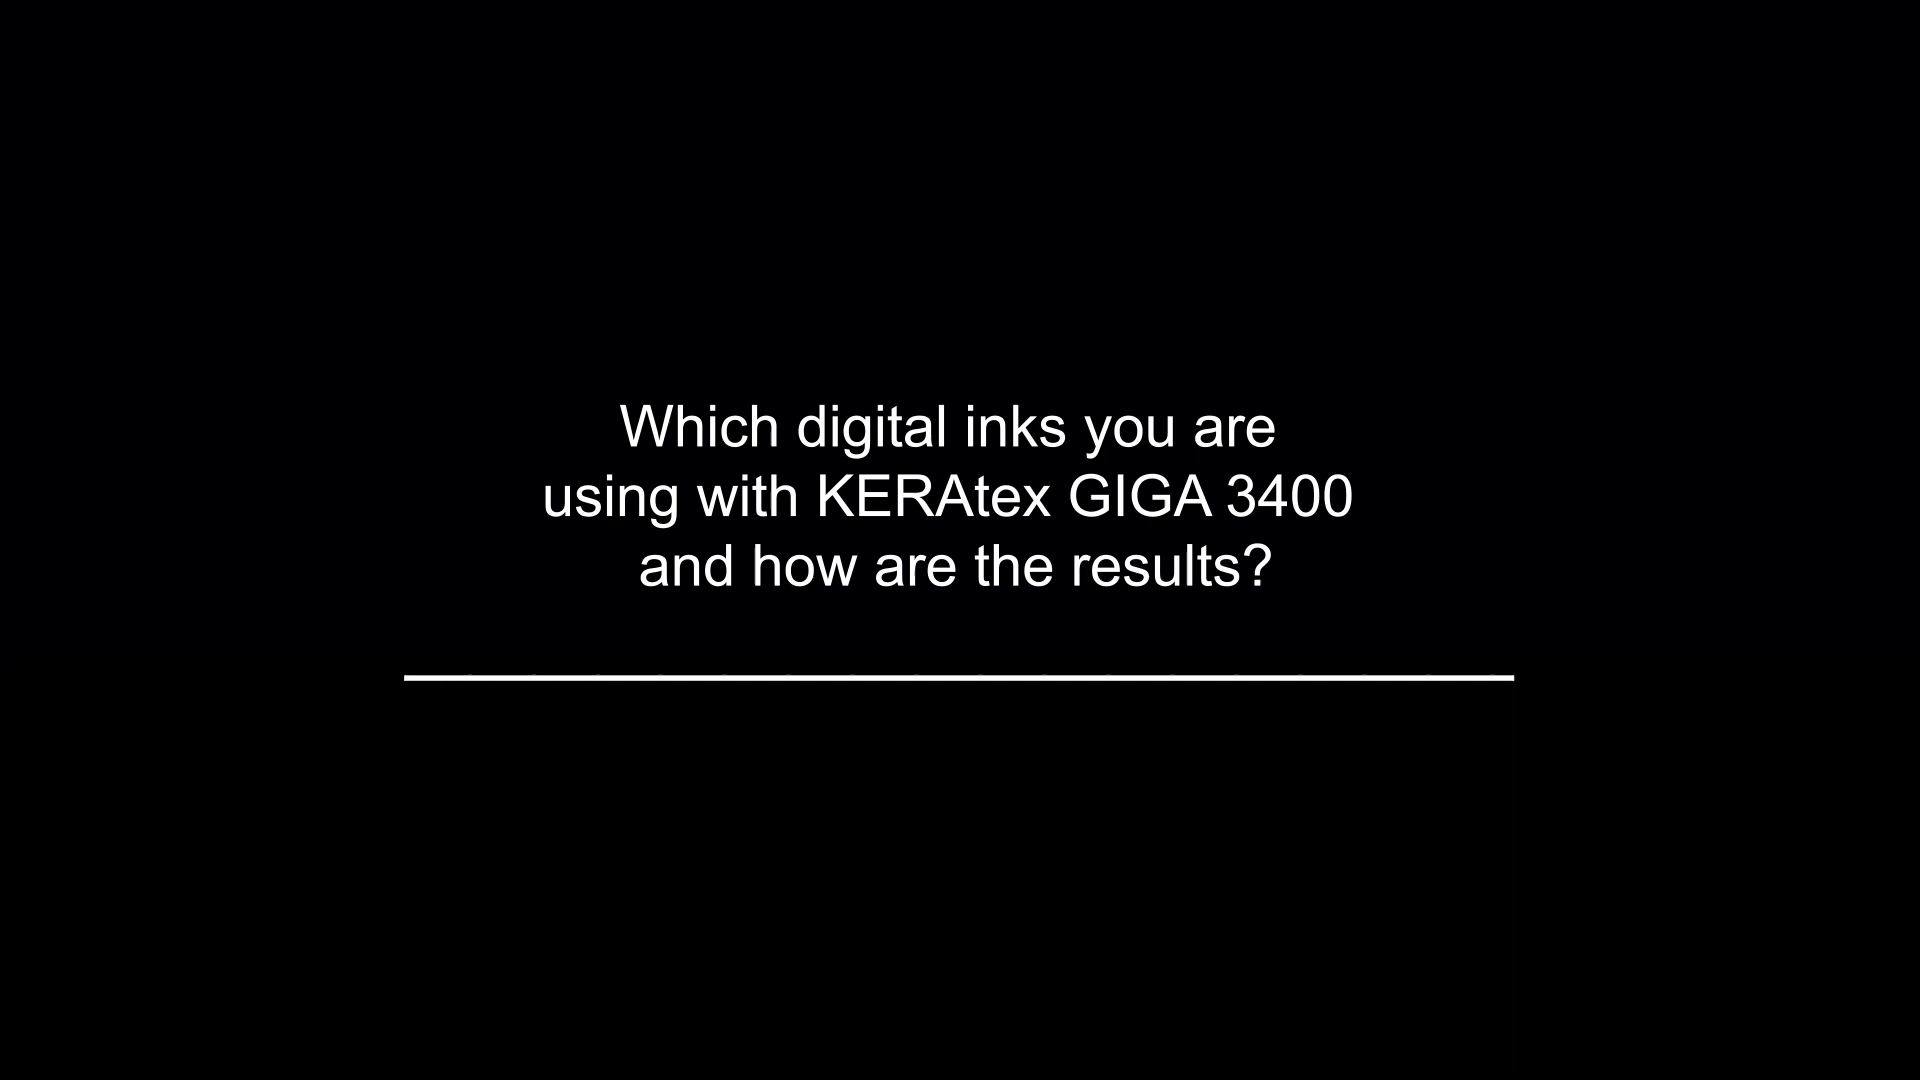 Which digital inks you are
using with KERAtex GIGA 3400
and how are the results?